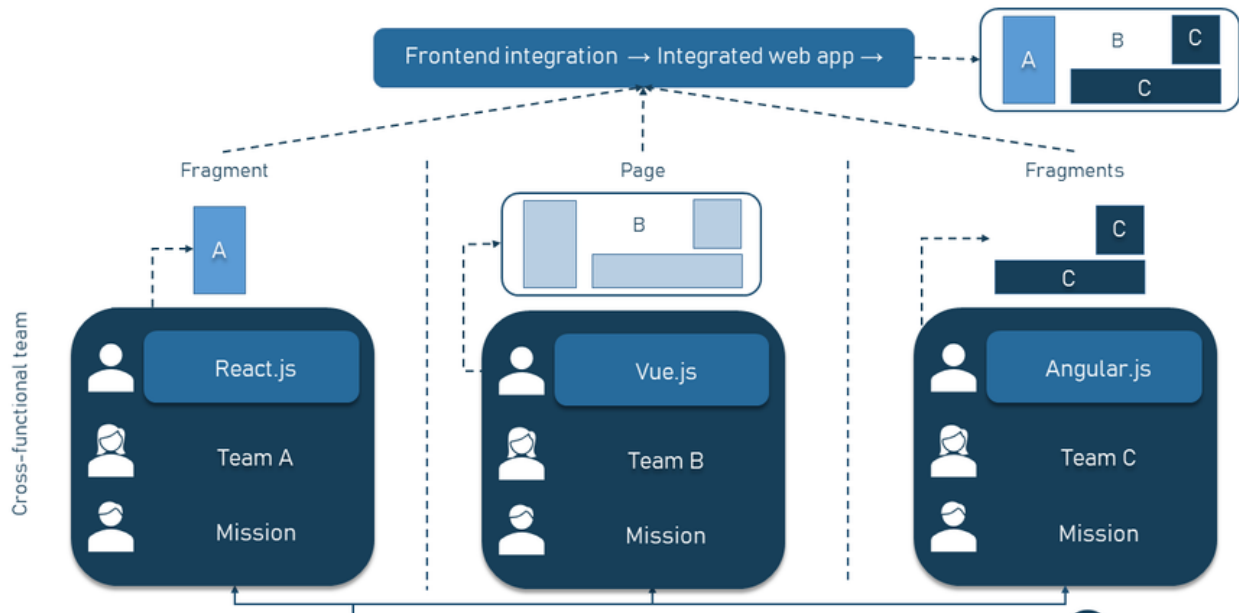 Frontend integration → Integrated web app →
A
B
C
C
Fragment
Page
Fragments
A
B
C
C
Cross-functional team
React.js
Team A
Mission
Vue.js
Team B
Mission
Angular.js
Team C
Mission